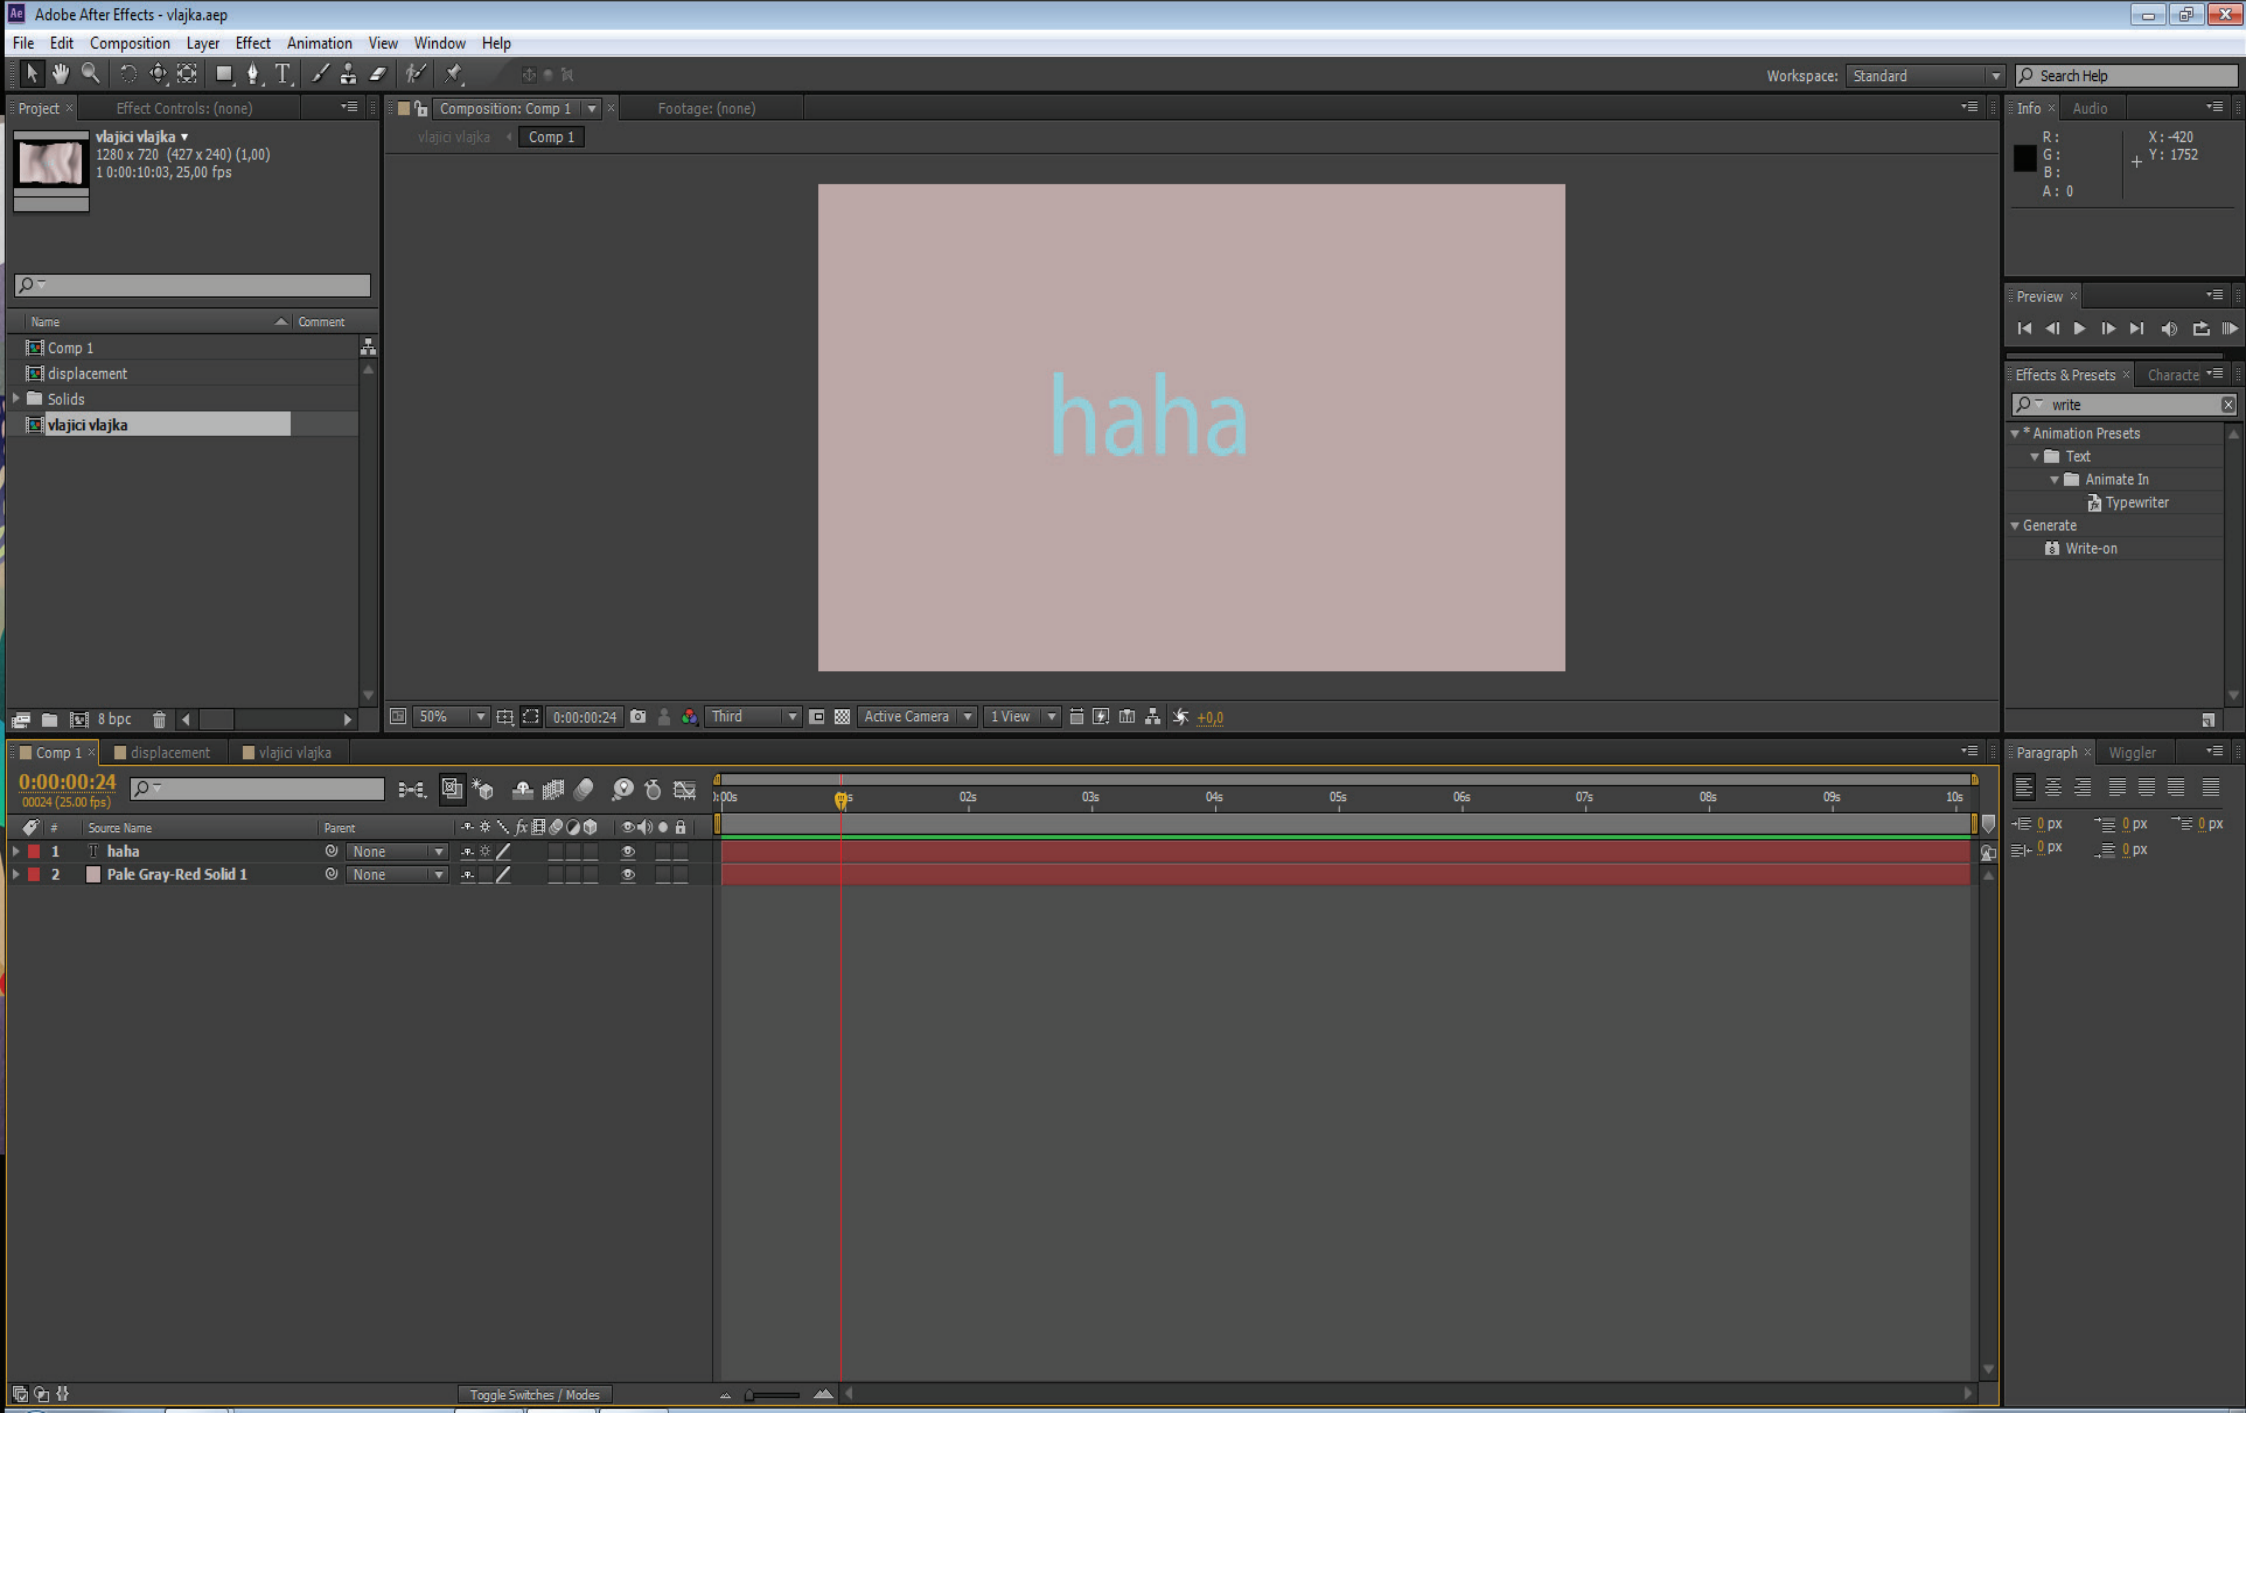 Adobe After Effects - vlajka.aep
File Edit Composition Layer Effect Animation View Window Help
Workspace: Standard Search Help
Project Effect Controls: (none)
vlajici vlajka
1280 x 720 (427 x 240) (1,00)
1 0:00:10:03, 25,00 fps
Name Comment
Comp 1
displacement
Solids
vlajici vlajka
8 bpc
Composition: Comp 1 Footage: (none)
vlajici vlajka Comp 1
haha
50% 0:00:00:24 Third Active Camera 1 View +0,0
Info Audio
R: X: -420
G: Y: 1752
B:
A: 0
Preview
Effects & Presets Characte
write
* Animation Presets
Text
Animate In
Typewriter
Generate
Write-on
Comp 1 displacement vlajici vlajka
0:00:00:24
00024 (25.00 fps)
# Source Name Parent
1 T haha None
2 Pale Gray-Red Solid 1 None
:00s 02s 03s 04s 05s 06s 07s 08s 09s 10s
Toggle Switches / Modes
Paragraph Wiggler
0 px 0 px 0 px
0 px 0 px